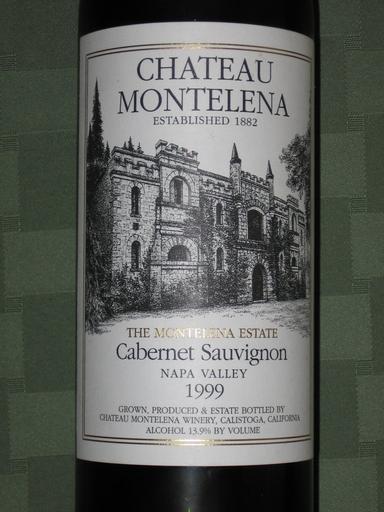 CHATEAU
MONTELENA
ESTABLISHED 1882
THE MONTELENA ESTATE
Cabernet Sauvignon
NAPA VALLEY
1999
GROWN, PRODUCED & ESTATE BOTTLED BY
CHATEAU MONTELENA WINERY, CALISTOGA, CALIFORNIA
ALCOHOL 13.9% BY VOLUME